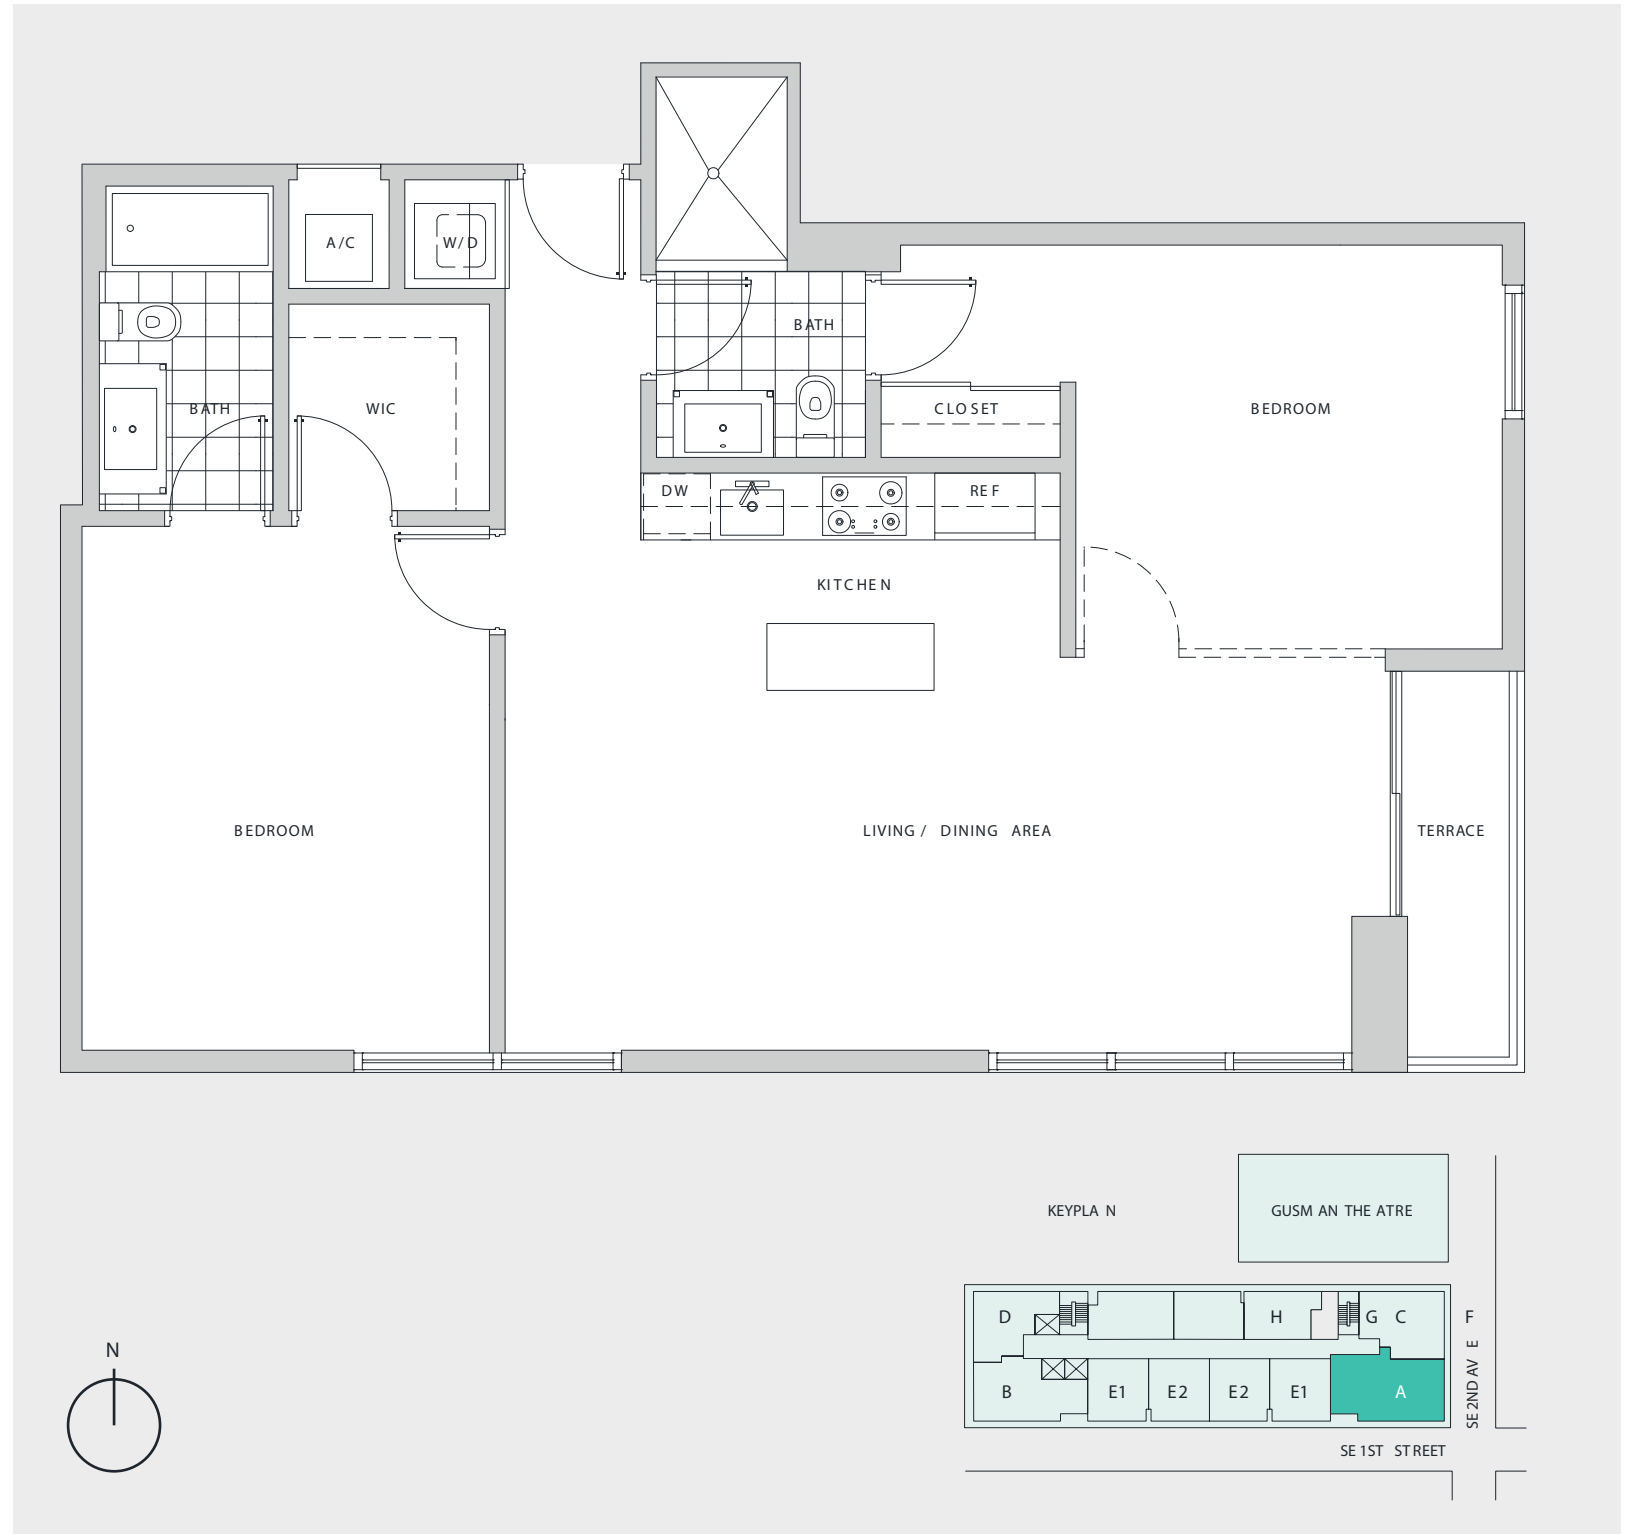 A/C
W/D
BATH
BATH
WIC
CLOSET
BEDROOM
DW
REF
KITCHEN
BEDROOM
LIVING / DINING AREA
TERRACE
KEYPLA N
GUSM AN THE ATRE
D
H
G
C
F
B
E1
E2
E2
E1
A
SE 2ND AV E
SE 1ST ST REET
N